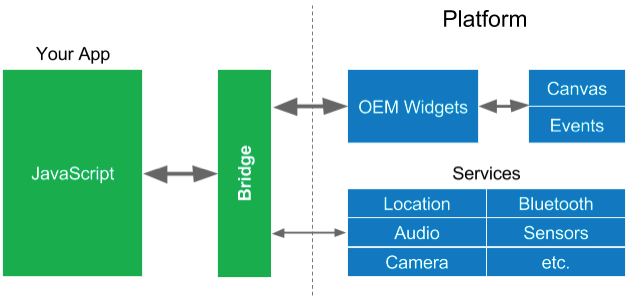 Platform
Your App
JavaScript
Bridge
OEM Widgets
Canvas
Events
Services
Location
Bluetooth
Audio
Sensors
Camera
etc.